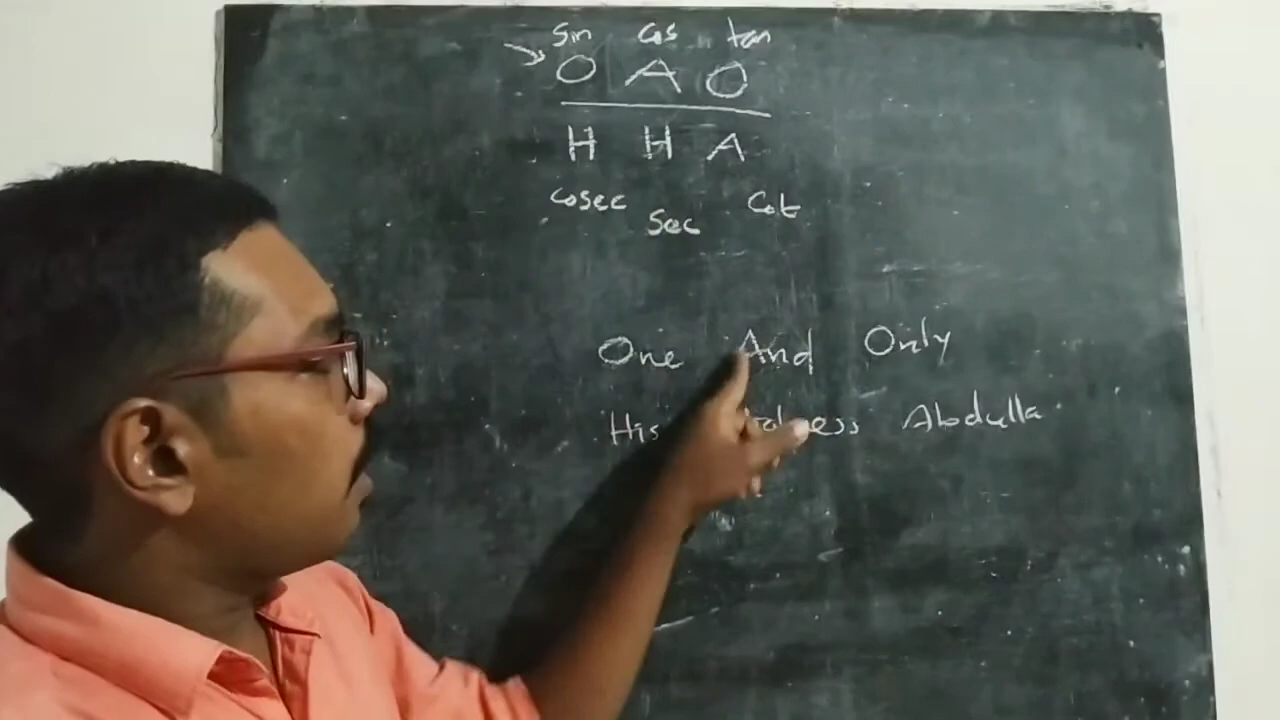 sin cos tan
O A O
H H A
cosec sec cot
One And Only
His Abdulla